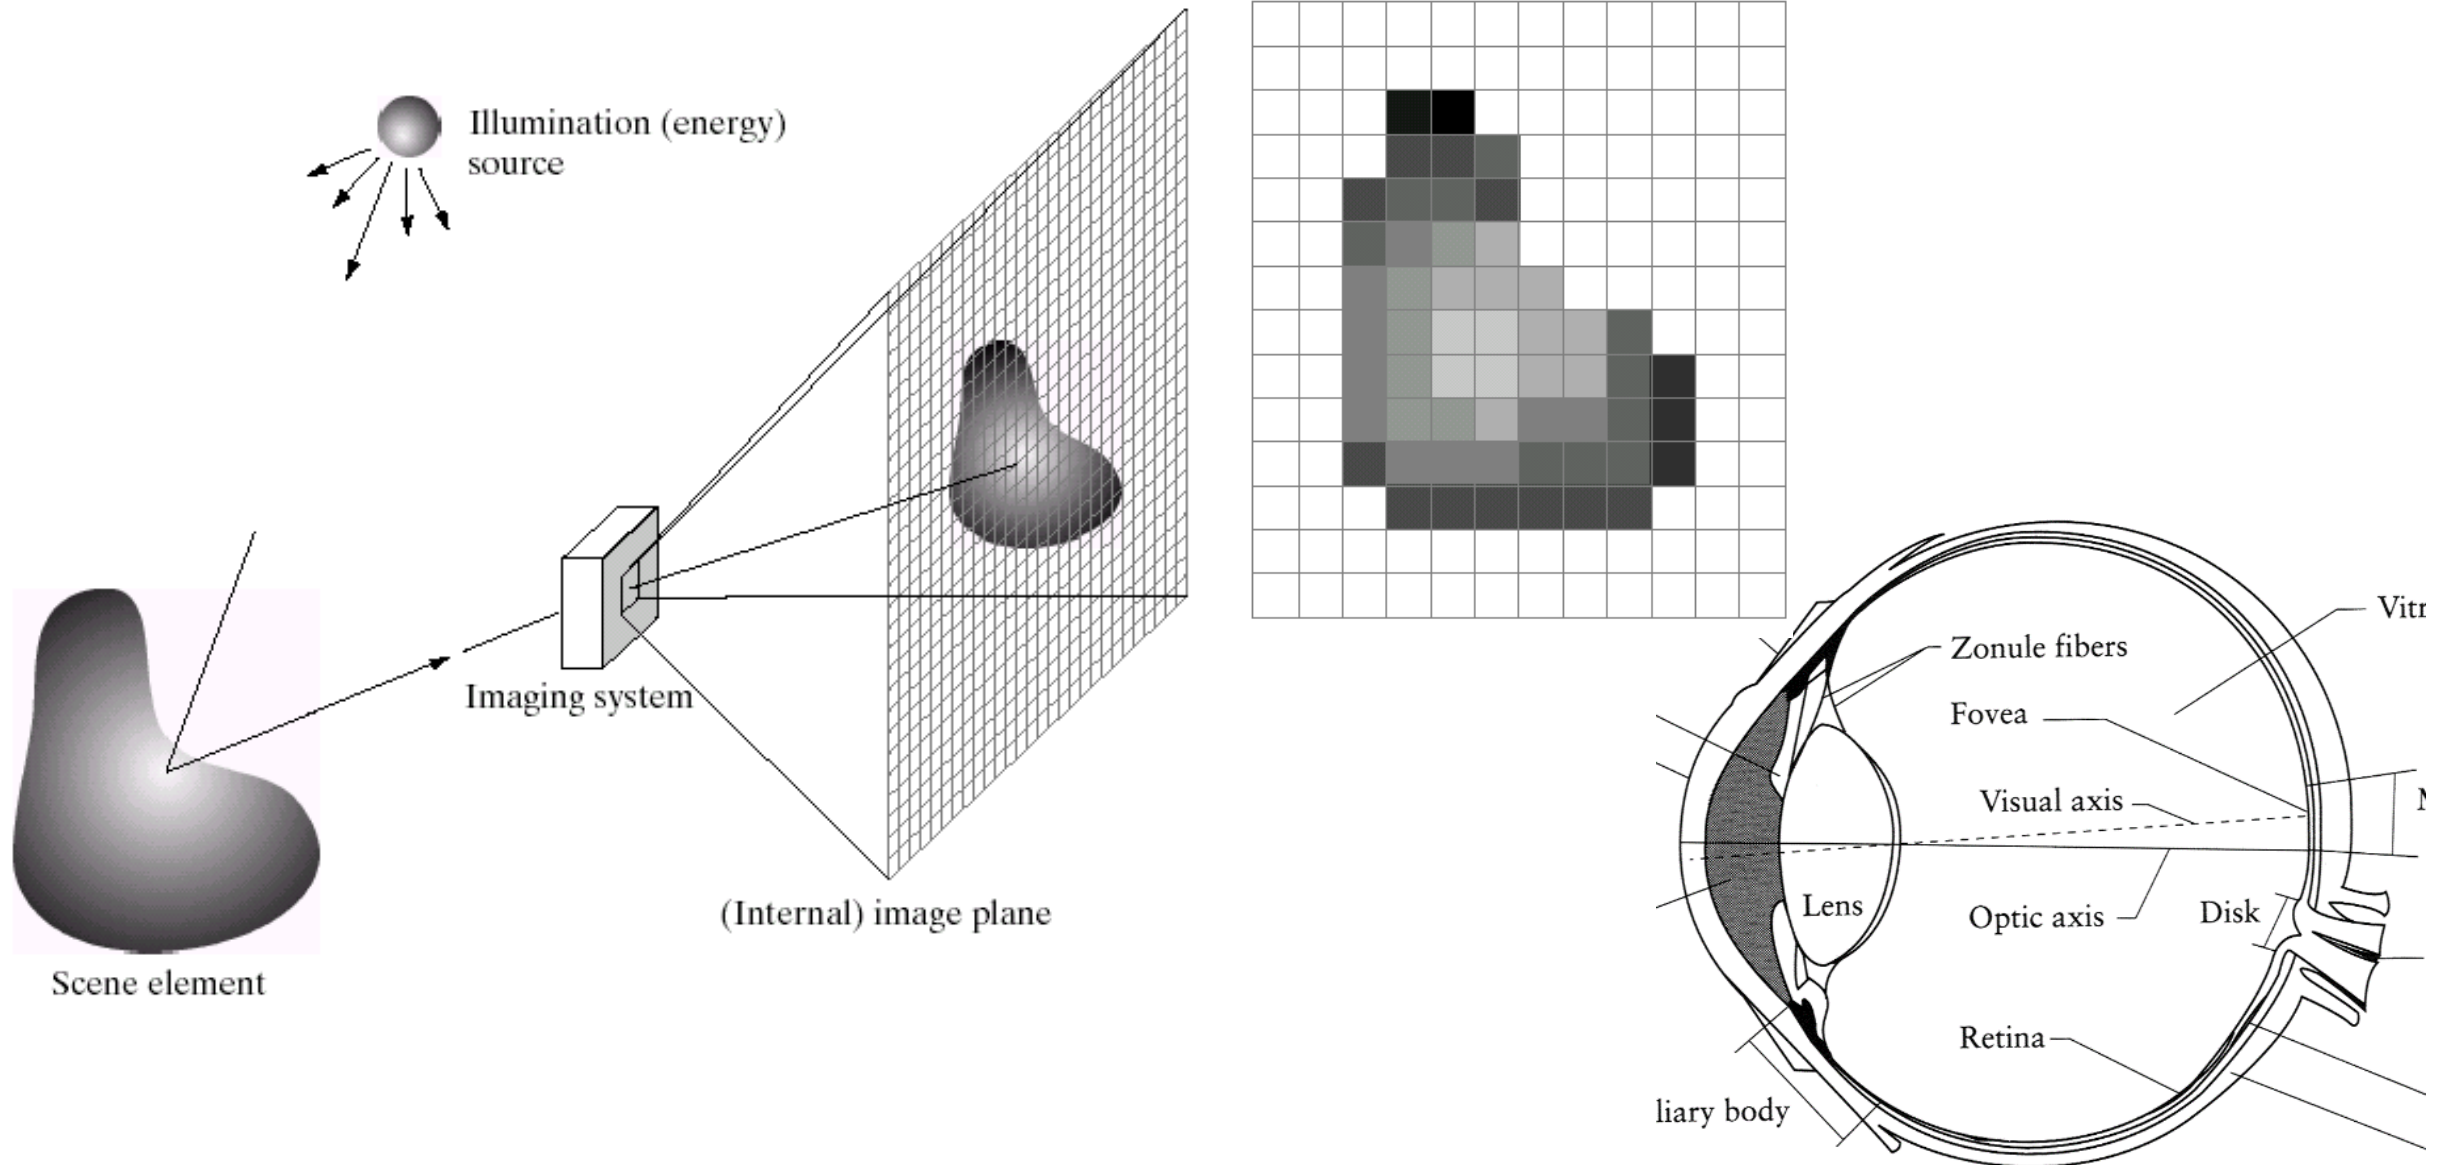 Illumination (energy)
source
Imaging system
(Internal) image plane
Scene element
Vitr
Zonule fibers
Fovea
Visual axis
Lens
Optic axis
Disk
Retina
liary body